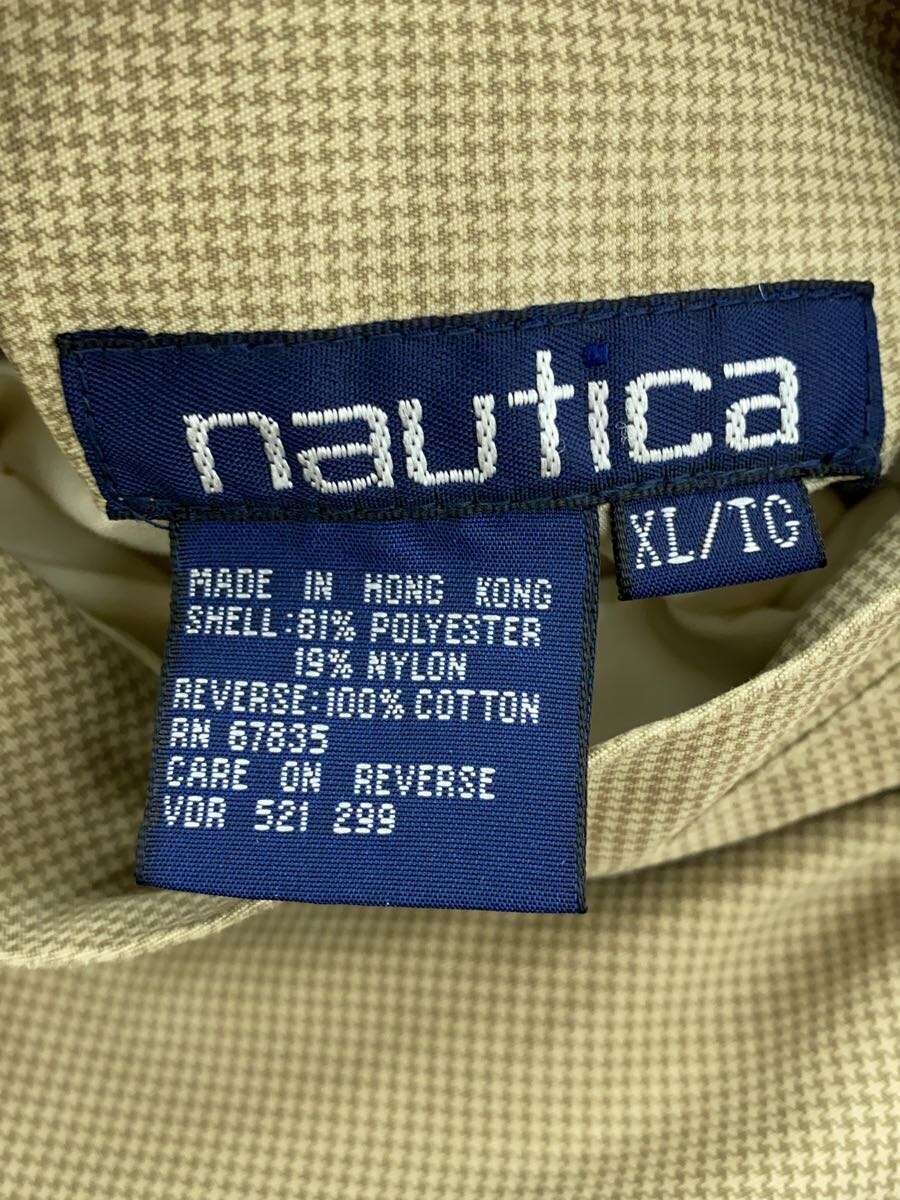 nautica
XL/TG
MADE IN HONG KONG
SHELL:81% POLYESTER
19% NYLON
REVERSE:100% COTTON
RN 67835
CARE ON REVERSE
VDR 521 299